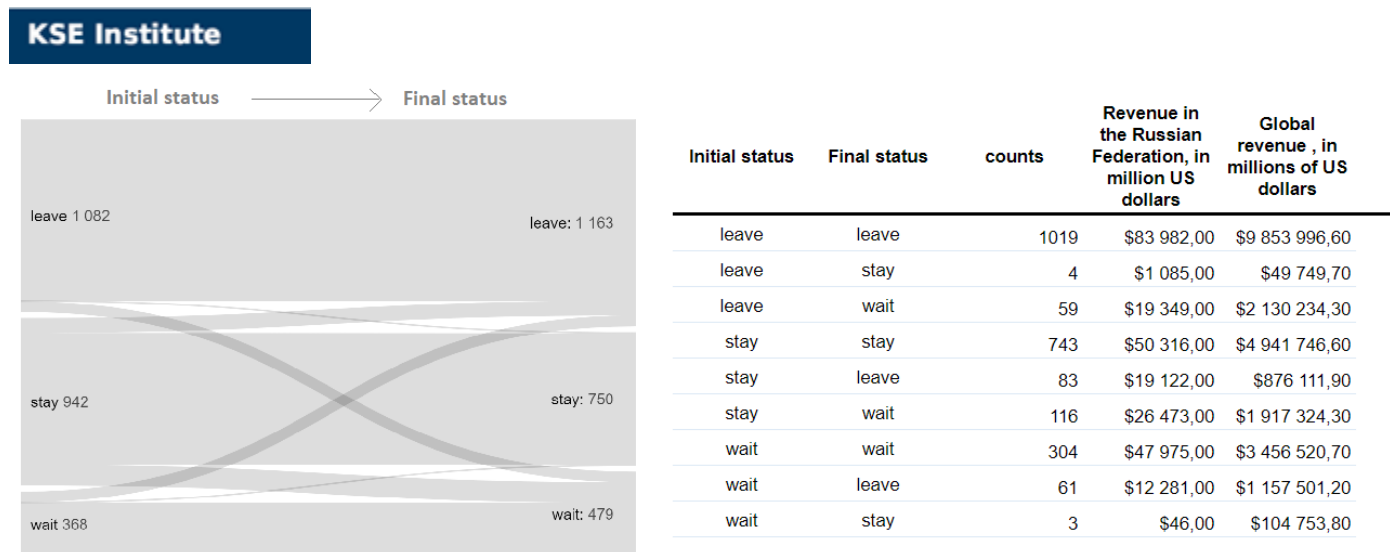 KSE Institute
Initial status Final status
leave 1 082
leave: 1 163
stay 942
stay: 750
wait 368
wait: 479
Initial status Final status counts Revenue in the Russian Federation, in million US dollars Global revenue , in millions of US dollars
leave leave 1019 $83 982,00 $9 853 996,60
leave stay 4 $1 085,00 $49 749,70
leave wait 59 $19 349,00 $2 130 234,30
stay stay 743 $50 316,00 $4 941 746,60
stay leave 83 $19 122,00 $876 111,90
stay wait 116 $26 473,00 $1 917 324,30
wait wait 304 $47 975,00 $3 456 520,70
wait leave 61 $12 281,00 $1 157 501,20
wait stay 3 $46,00 $104 753,80